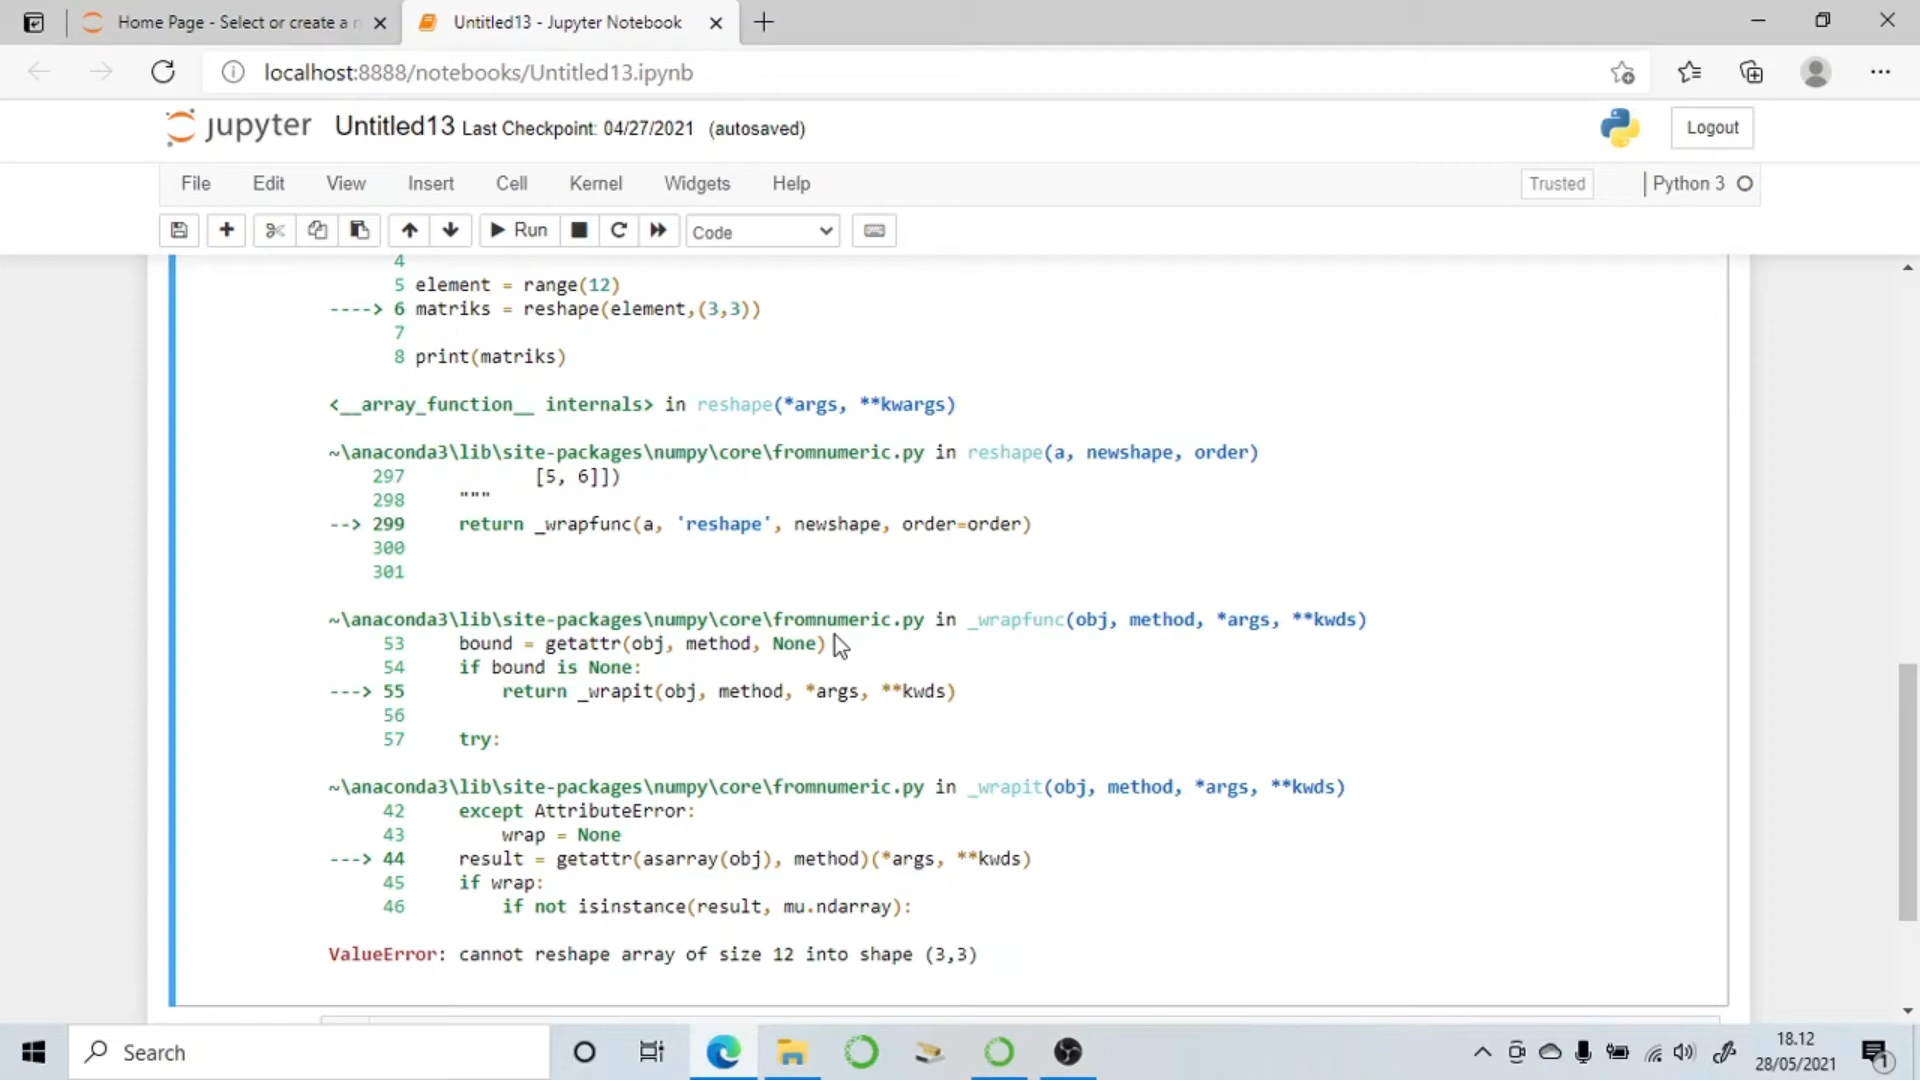 Home Page - Select or create a n
Untitled13 - Jupyter Notebook
localhost:8888/notebooks/Untitled13.ipynb
jupyter Untitled13 Last Checkpoint: 04/27/2021 (autosaved)
Logout
File Edit View Insert Cell Kernel Widgets Help
Trusted
Python 3
Run
Code
4
5 element = range(12)
----> 6 matriks = reshape(element,(3,3))
7
8 print(matriks)
<__array_function__ internals> in reshape(*args, **kwargs)
~\anaconda3\lib\site-packages\numpy\core\fromnumeric.py in reshape(a, newshape, order)
297 [5, 6]])
298 """
--> 299 return _wrapfunc(a, 'reshape', newshape, order=order)
300
301
~\anaconda3\lib\site-packages\numpy\core\fromnumeric.py in _wrapfunc(obj, method, *args, **kwds)
53 bound = getattr(obj, method, None)
54 if bound is None:
---> 55 return _wrapit(obj, method, *args, **kwds)
56
57 try:
~\anaconda3\lib\site-packages\numpy\core\fromnumeric.py in _wrapit(obj, method, *args, **kwds)
42 except AttributeError:
43 wrap = None
---> 44 result = getattr(asarray(obj), method)(*args, **kwds)
45 if wrap:
46 if not isinstance(result, mu.ndarray):
ValueError: cannot reshape array of size 12 into shape (3,3)
Search
18.12
28/05/2021
1